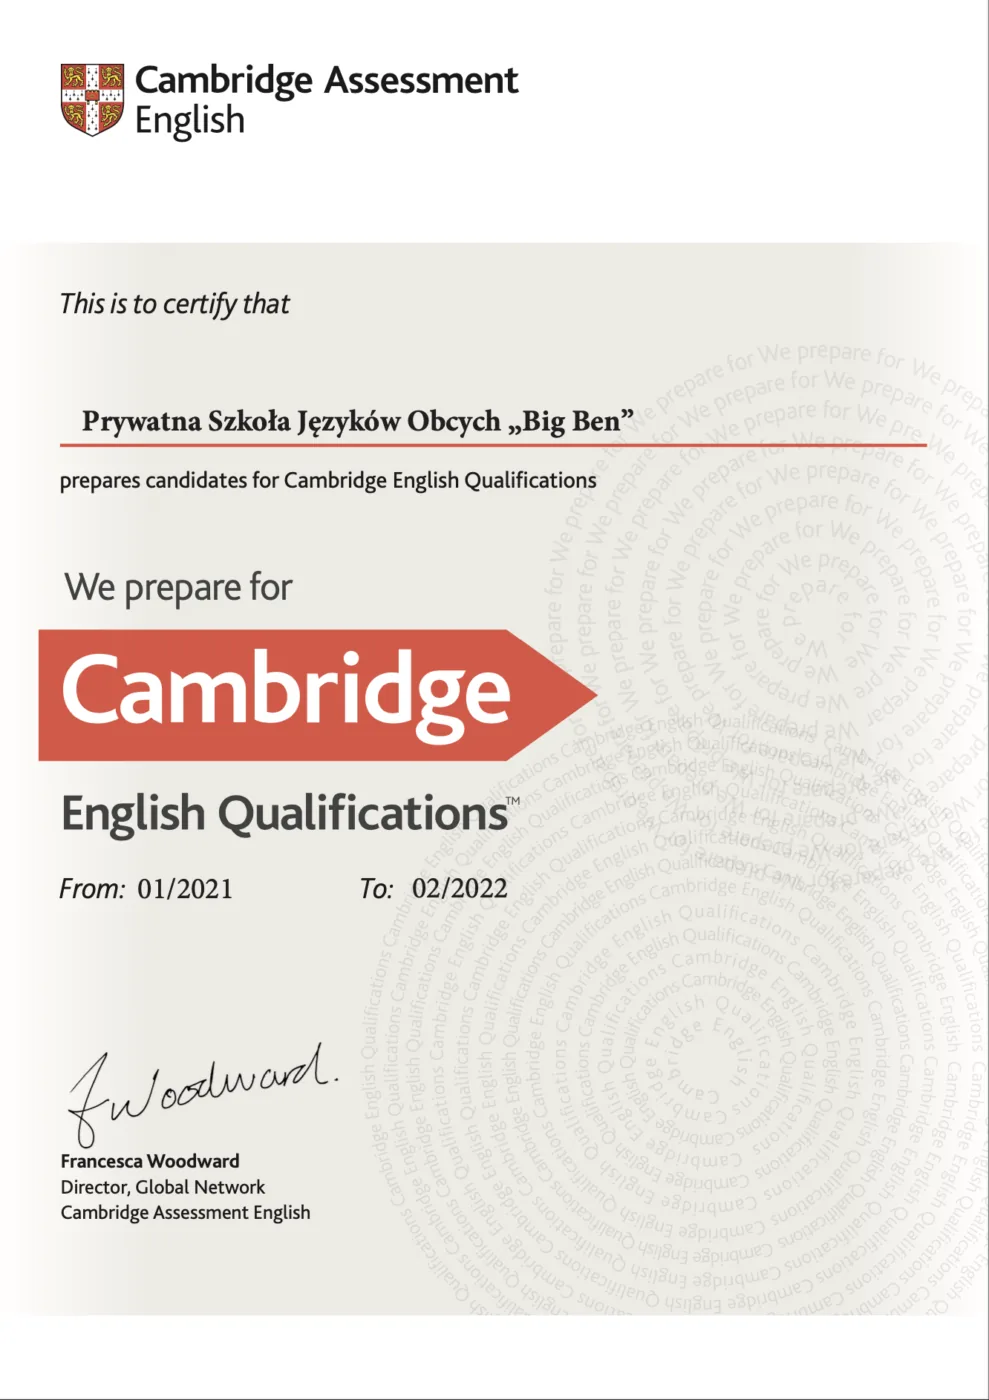 Cambridge Assessment
English
This is to certify that
Prywatna Szkoła Języków Obcych „Big Ben”
prepares candidates for Cambridge English Qualifications
We prepare for
Cambridge
English Qualifications™
From: 01/2021 To: 02/2022
F Woodward.
Francesca Woodward
Director, Global Network
Cambridge Assessment English